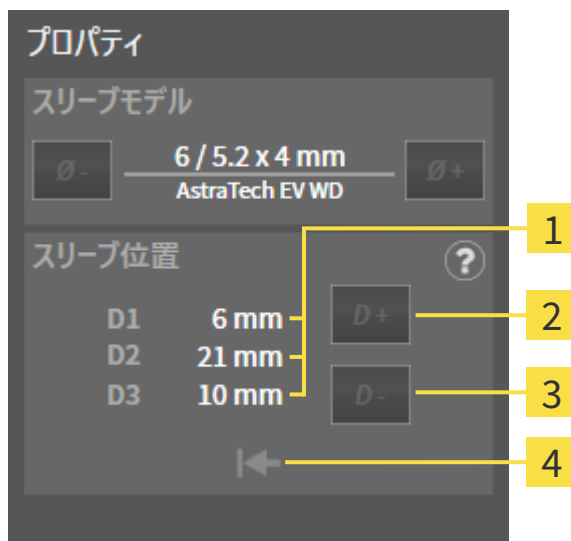 プロパティ
スリーブモデル
Ø - 6 / 5.2 x 4 mm Ø +
AstraTech EV WD
スリーブ位置 ?
1
D1 6 mm D + 2
D2 21 mm
D3 10 mm D - 3
4